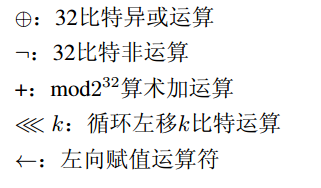 ⊕：32比特异或运算
¬：32比特非运算
+：mod2³²算术加运算
⋘ k：循环左移k比特运算
←：左向赋值运算符